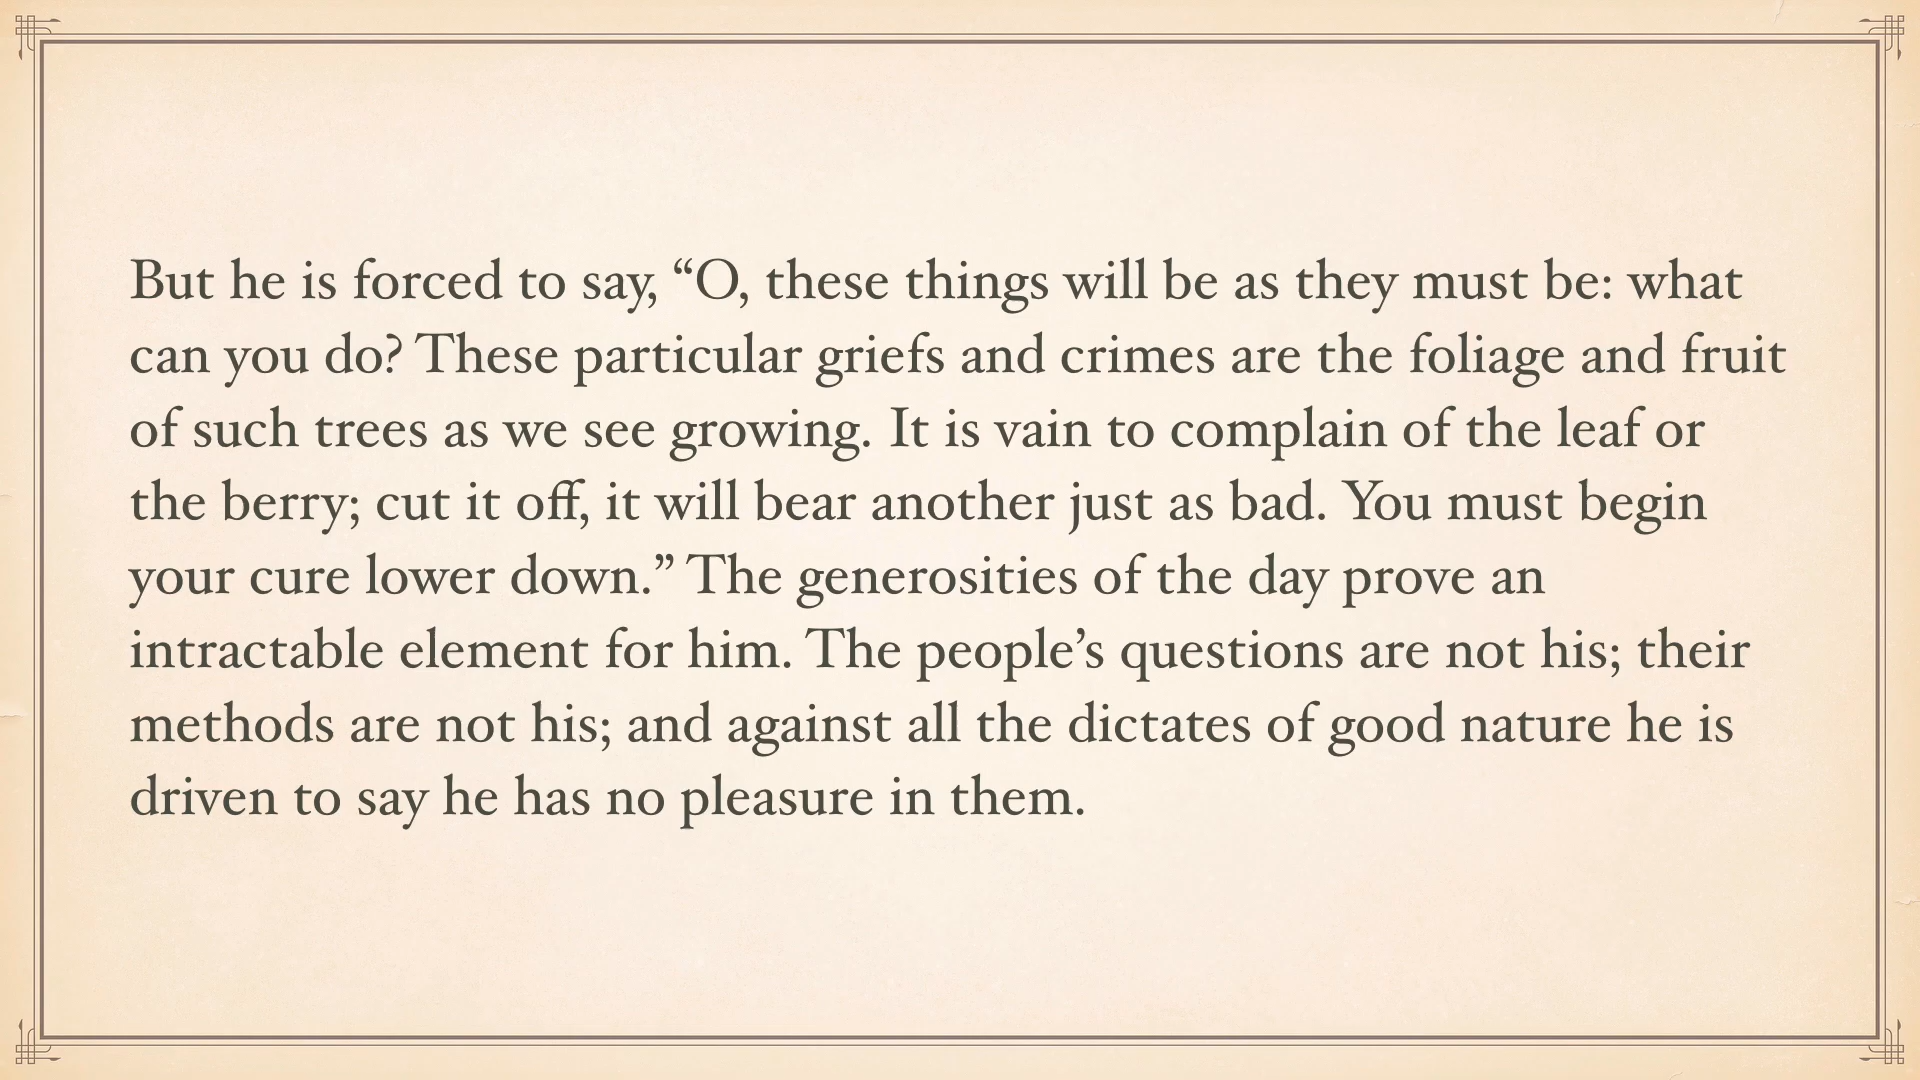 But he is forced to say, “O, these things will be as they must be: what
can you do? These particular griefs and crimes are the foliage and fruit
of such trees as we see growing. It is vain to complain of the leaf or
the berry; cut it off, it will bear another just as bad. You must begin
your cure lower down.” The generosities of the day prove an
intractable element for him. The people’s questions are not his; their
methods are not his; and against all the dictates of good nature he is
driven to say he has no pleasure in them.